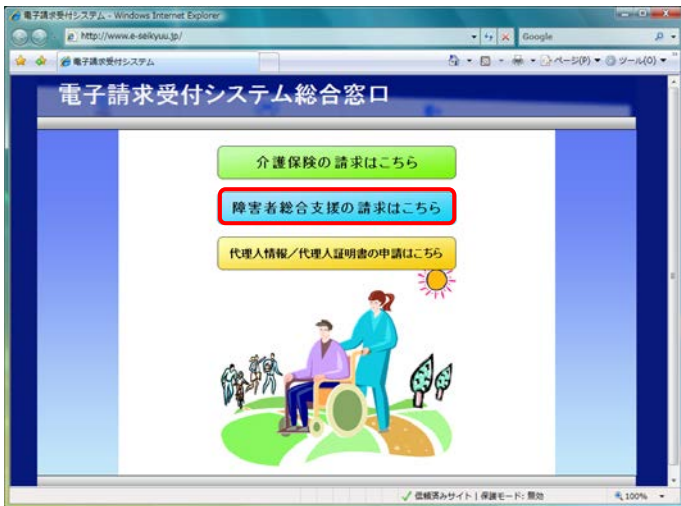 電子請求受付システム - Windows Internet Explorer
http://www.e-seikyuu.jp/
Google
電子請求受付システム
ページ(P) ツール(O)
電子請求受付システム総合窓口
介護保険の請求はこちら
障害者総合支援の請求はこちら
代理人情報／代理人証明書の申請はこちら
信頼済みサイト | 保護モード: 無効
100%